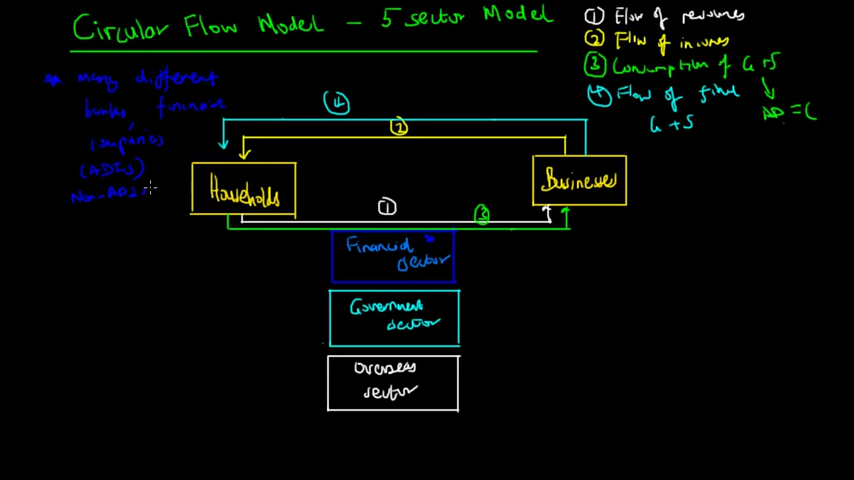 Circular Flow Model - 5 sector Model
① Flow of resources
② Flow of incomes
③ Consumption of G + S
AD = C
④ Flow of final
G + S
* Many different
banks, financial
companies
(ADIs)
Non-ADIs
④
②
Households
Businesses
①
③
Financial
sector
Government
sector
Overseas
sector